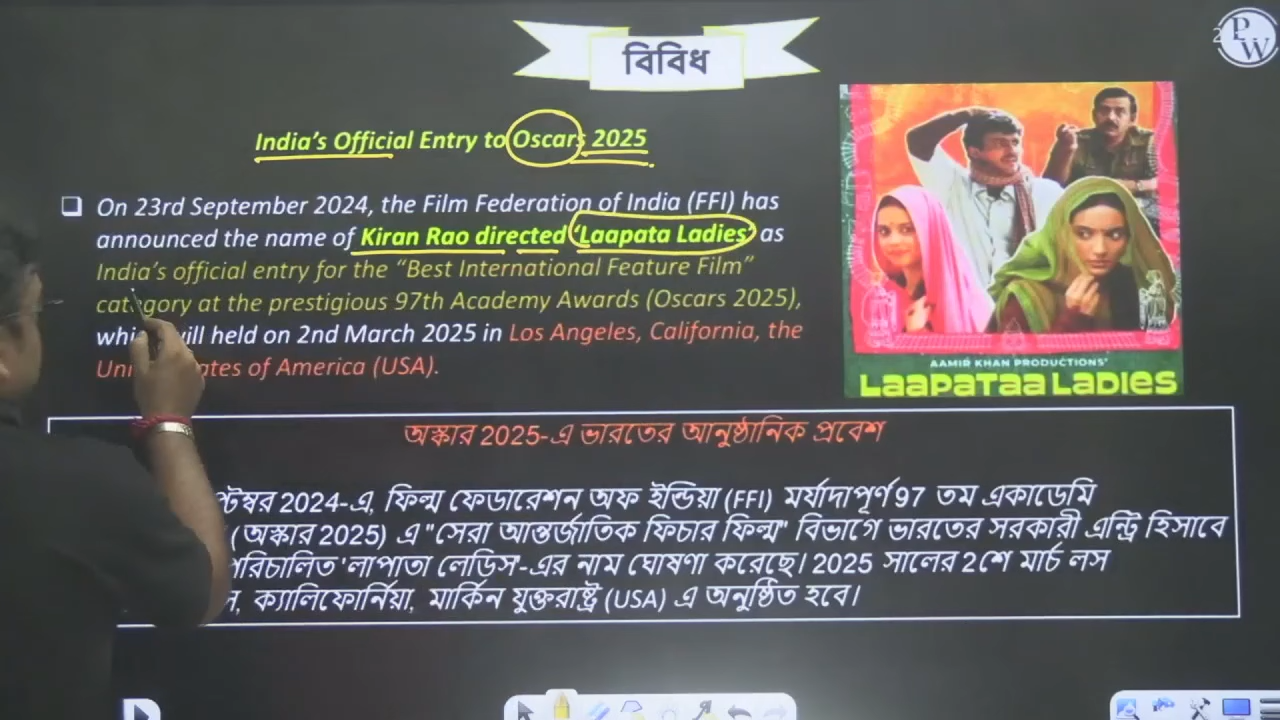 বিবিধ
PW
India's Official Entry to Oscars 2025
On 23rd September 2024, the Film Federation of India (FFI) has
announced the name of Kiran Rao directed 'Laapata Ladies' as
India's official entry for the "Best International Feature Film"
category at the prestigious 97th Academy Awards (Oscars 2025),
will held on 2nd March 2025 in Los Angeles, California, the
of America (USA).
AAMIR KHAN PRODUCTIONS'
LAAPATAA LADIES
অস্কার 2025-এ ভারতের আনুষ্ঠানিক প্রবেশ
2024-এ, ফিল্ম ফেডারেশন অফ ইন্ডিয়া (FFI) মর্যাদাপূর্ণ 97 তম একাডেমি
(অস্কার 2025) এ "সেরা আন্তর্জাতিক ফিচার ফিল্ম" বিভাগে ভারতের সরকারী এন্ট্রি হিসাবে
'লাপাতা লেডিস-এর নাম ঘোষণা করেছে। 2025 সালের 2শে মার্চ লস
ক্যালিফোর্নিয়া, মার্কিন যুক্তরাষ্ট্র (USA) এ অনুষ্ঠিত হবে।